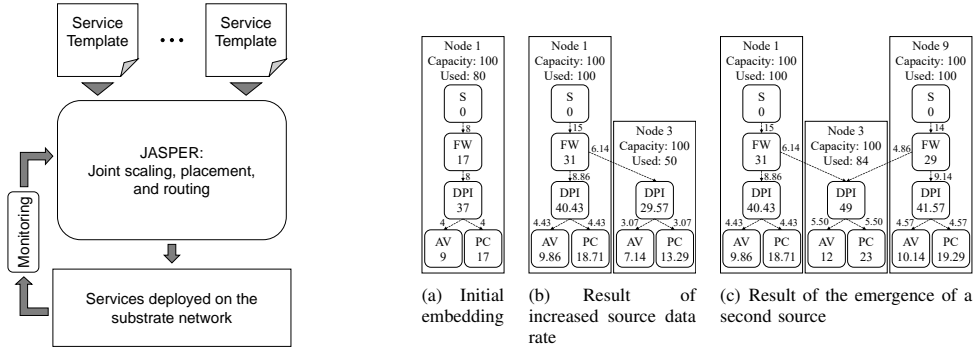 Service
Template
...
Service
Template
JASPER:
Joint scaling, placement,
and routing
Monitoring
Services deployed on the
substrate network
Node 1
Capacity: 100
Used: 80
S
0
8
FW
17
8
DPI
37
4
4
AV
9
PC
17
(a) Initial
embedding
Node 1
Capacity: 100
Used: 100
S
0
15
FW
31
6.14
8.86
DPI
40.43
4.43
4.43
AV
9.86
PC
18.71
Node 3
Capacity: 100
Used: 50
DPI
29.57
3.07
3.07
AV
7.14
PC
13.29
(b) Result of
increased source data
rate
Node 1
Capacity: 100
Used: 100
S
0
15
FW
31
6.14
8.86
DPI
40.43
4.43
4.43
AV
9.86
PC
18.71
Node 3
Capacity: 100
Used: 84
DPI
49
5.50
5.50
AV
12
PC
23
Node 9
Capacity: 100
Used: 100
S
0
14
FW
29
4.86
9.14
DPI
41.57
4.57
4.57
AV
10.14
PC
19.29
(c) Result of the emergence of a
second source